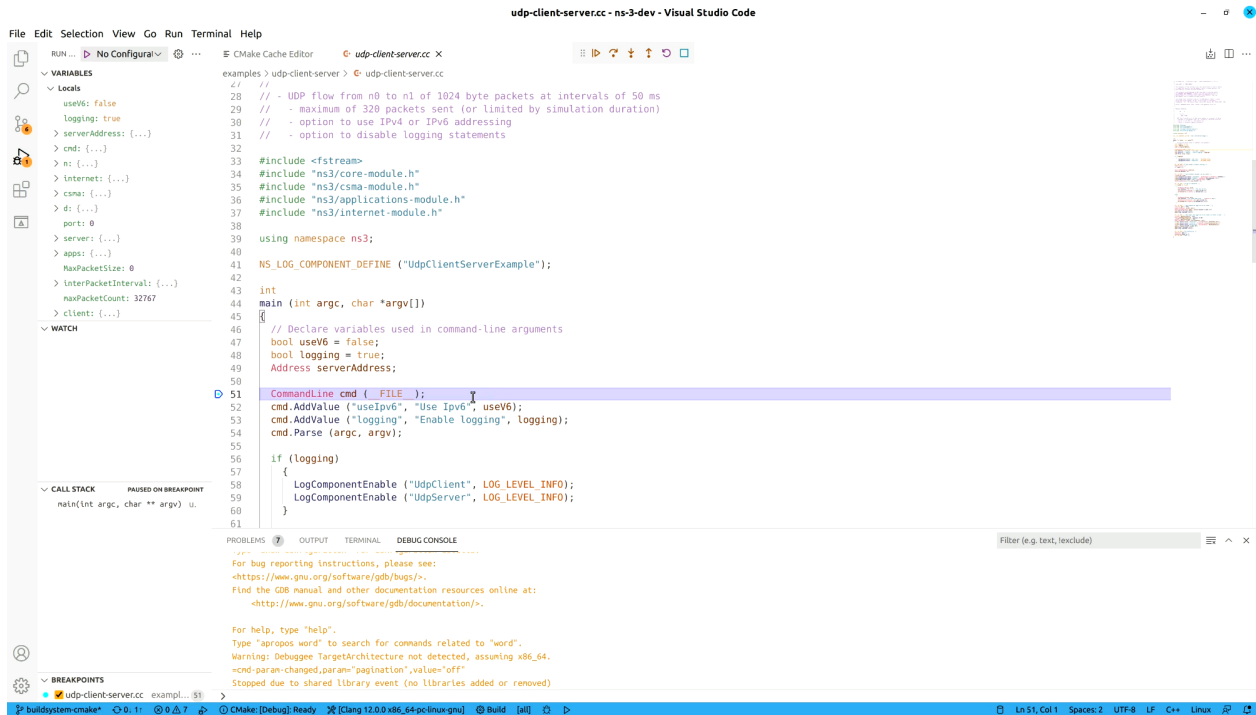 udp-client-server.cc - ns-3-dev - Visual Studio Code
File Edit Selection View Go Run Terminal Help
RUN ... No Configurat
CMake Cache Editor
udp-client-server.cc
VARIABLES
Locals
useV6: false
logging: true
serverAddress: {...}
cmd: {...}
n: {...}
internet: {...}
csma: {...}
d: {...}
port: 0
server: {...}
apps: {...}
MaxPacketSize: 0
interPacketInterval: {...}
maxPacketCount: 32767
client: {...}
WATCH
CALL STACK PAUSED ON BREAKPOINT
main(int argc, char ** argv) u.
BREAKPOINTS
udp-client-server.cc exampl... 51
examples > udp-client-server > udp-client-server.cc
27 //
28 // - UDP flow from n0 to n1 of 1024 byte packets at intervals of 50 ms
29 // - maximum of 320 packets sent (or limited by simulation duration)
30 // - option to use IPv4 or IPv6 addressing
31 // - option to disable logging statements
32
33 #include <fstream>
34 #include "ns3/core-module.h"
35 #include "ns3/csma-module.h"
36 #include "ns3/applications-module.h"
37 #include "ns3/internet-module.h"
38
39 using namespace ns3;
40
41 NS_LOG_COMPONENT_DEFINE ("UdpClientServerExample");
42
43 int
44 main (int argc, char *argv[])
45 {
46 // Declare variables used in command-line arguments
47 bool useV6 = false;
48 bool logging = true;
49 Address serverAddress;
50
51 CommandLine cmd (__FILE__);
52 cmd.AddValue ("useIpv6", "Use Ipv6", useV6);
53 cmd.AddValue ("logging", "Enable logging", logging);
54 cmd.Parse (argc, argv);
55
56 if (logging)
57 {
58 LogComponentEnable ("UdpClient", LOG_LEVEL_INFO);
59 LogComponentEnable ("UdpServer", LOG_LEVEL_INFO);
60 }
61
PROBLEMS 7 OUTPUT TERMINAL DEBUG CONSOLE
Filter (e.g. text, !exclude)
For bug reporting instructions, please see:
<https://www.gnu.org/software/gdb/bugs/>.
Find the GDB manual and other documentation resources online at:
<http://www.gnu.org/software/gdb/documentation/>.
For help, type "help".
Type "apropos word" to search for commands related to "word".
Warning: Debuggee TargetArchitecture not detected, assuming x86_64.
=cmd-param-changed,param="pagination",value="off"
Stopped due to shared library event (no libraries added or removed)
>
buildsystem-cmake* 0↓ 1↑ 0 7 CMake: [Debug]: Ready [Clang 12.0.0 x86_64-pc-linux-gnu] Build [all] Ln 51, Col 1 Spaces: 2 UTF-8 LF C++ Linux